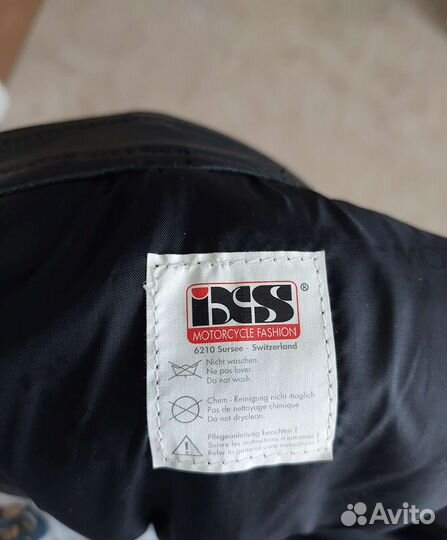 ixs®
MOTORCYCLE FASHION
6210 Sursee - Switzerland
Nicht waschen.
Ne pas laver.
Do not wash.
Chem - Reinigung nicht möglich
Pas de nettoyage chimique
Do not dryclean.
Pflegeanleitung beachten !
Suivre les instructions d'entretien !
Refer to general care instructions !
Avito